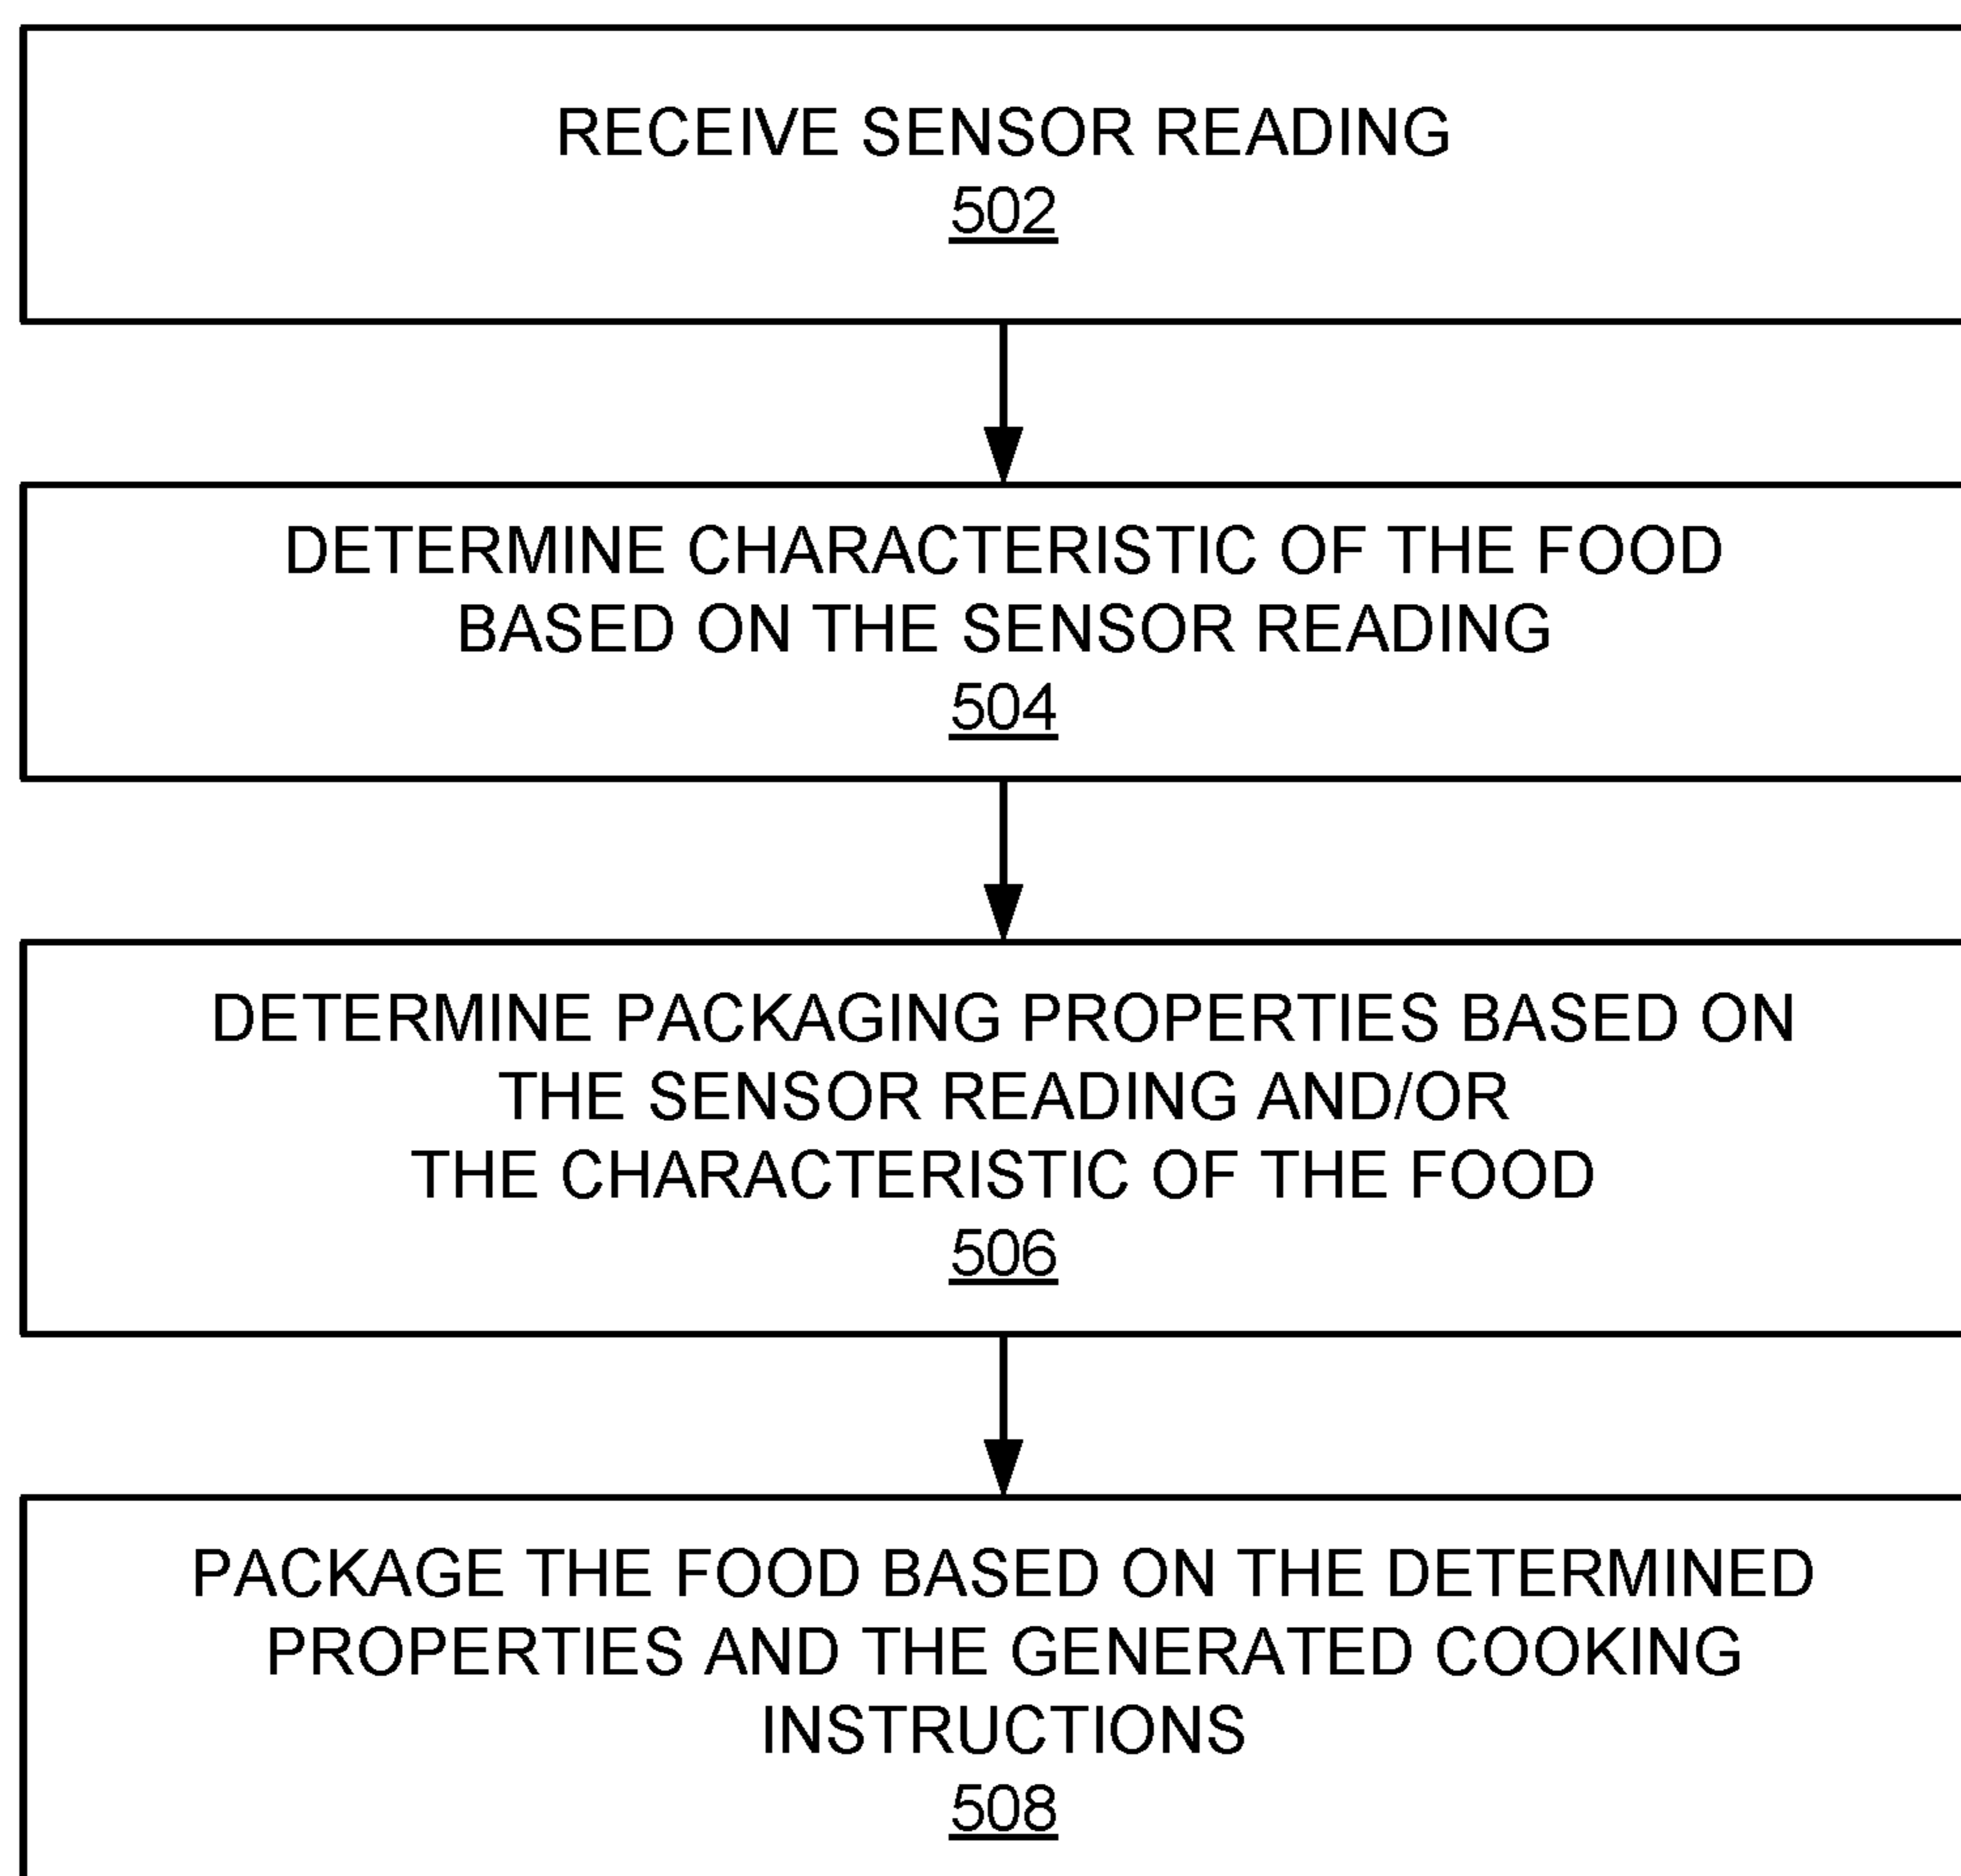 RECEIVE SENSOR READING
502
DETERMINE CHARACTERISTIC OF THE FOOD
BASED ON THE SENSOR READING
504
DETERMINE PACKAGING PROPERTIES BASED ON
THE SENSOR READING AND/OR
THE CHARACTERISTIC OF THE FOOD
506
PACKAGE THE FOOD BASED ON THE DETERMINED
PROPERTIES AND THE GENERATED COOKING
INSTRUCTIONS
508